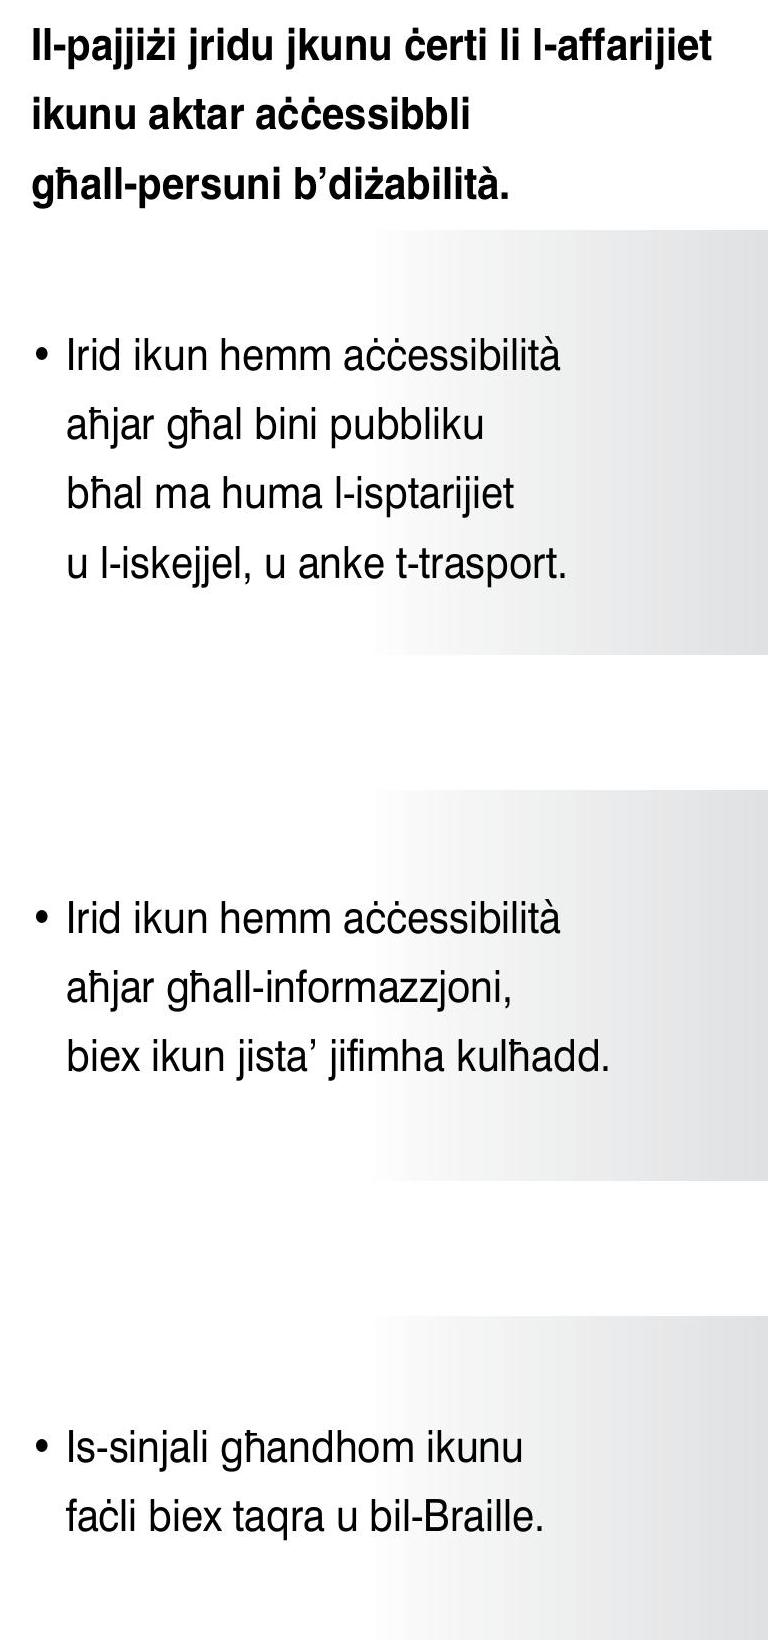 Il-pajjiżi jridu jkunu ċerti li l-affarijiet
ikunu aktar aċċessibbli
għall-persuni b’diżabilità.
• Irid ikun hemm aċċessibilità
aħjar għal bini pubbliku
bħal ma huma l-isptarijiet
u l-iskejjel, u anke t-trasport.
• Irid ikun hemm aċċessibilità
aħjar għall-informazzjoni,
biex ikun jista’ jifimha kulħadd.
• Is-sinjali għandhom ikunu
faċli biex taqra u bil-Braille.